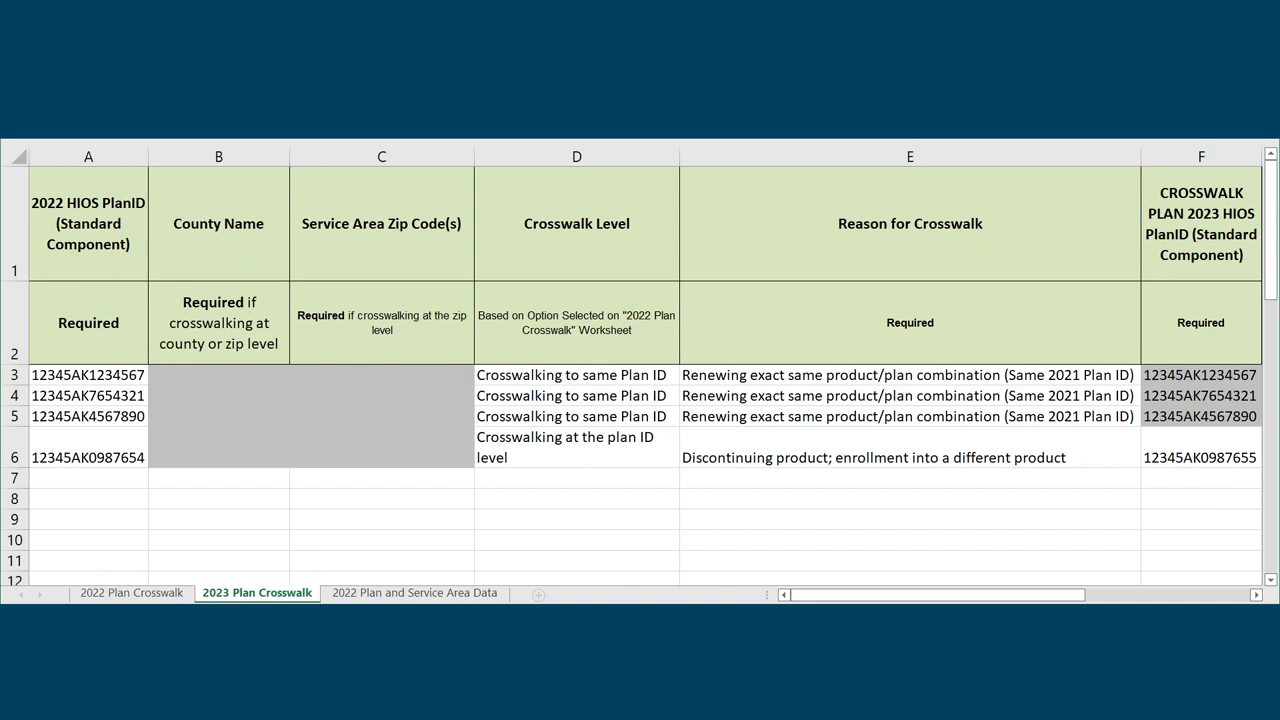 A B C D E F
1
2022 HIOS PlanID
(Standard
Component)
County Name
Service Area Zip Code(s)
Crosswalk Level
Reason for Crosswalk
CROSSWALK
PLAN 2023 HIOS
PlanID (Standard
Component)
2
Required
Required if
crosswalking at
county or zip level
Required if crosswalking at the zip
level
Based on Option Selected on "2022 Plan
Crosswalk" Worksheet
Required
Required
3 12345AK1234567 Crosswalking to same Plan ID Renewing exact same product/plan combination (Same 2021 Plan ID) 12345AK1234567
4 12345AK7654321 Crosswalking to same Plan ID Renewing exact same product/plan combination (Same 2021 Plan ID) 12345AK7654321
5 12345AK4567890 Crosswalking to same Plan ID Renewing exact same product/plan combination (Same 2021 Plan ID) 12345AK4567890
Crosswalking at the plan ID
6 12345AK0987654 level Discontinuing product; enrollment into a different product 12345AK0987655
7
8
9
10
11
12
2022 Plan Crosswalk 2023 Plan Crosswalk 2022 Plan and Service Area Data